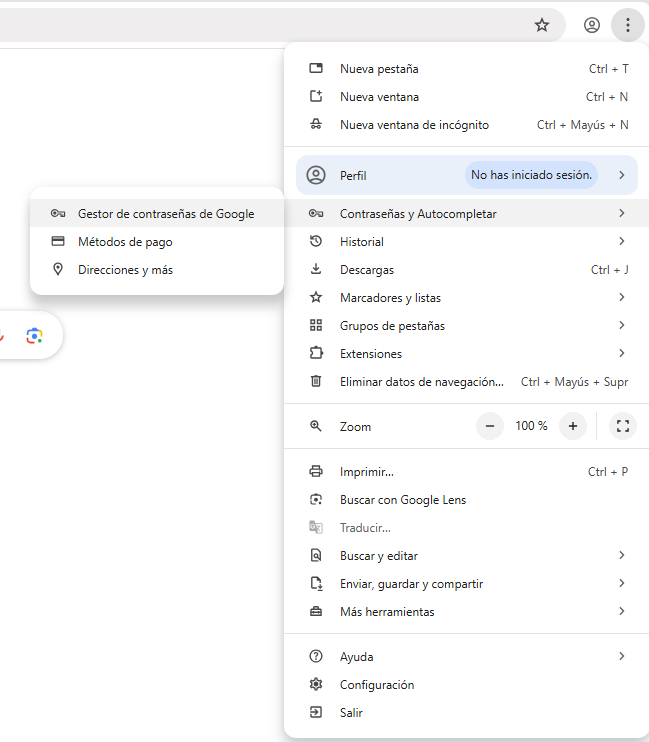 Nueva pestaña Ctrl + T
Nueva ventana Ctrl + N
Nueva ventana de incógnito Ctrl + Mayús + N
Perfil No has iniciado sesión.
Contraseñas y Autocompletar
Gestor de contraseñas de Google
Métodos de pago
Direcciones y más
Historial
Descargas Ctrl + J
Marcadores y listas
Grupos de pestañas
Extensiones
Eliminar datos de navegación... Ctrl + Mayús + Supr
Zoom − 100 % +
Imprimir... Ctrl + P
Buscar con Google Lens
Traducir...
Buscar y editar
Enviar, guardar y compartir
Más herramientas
Ayuda
Configuración
Salir